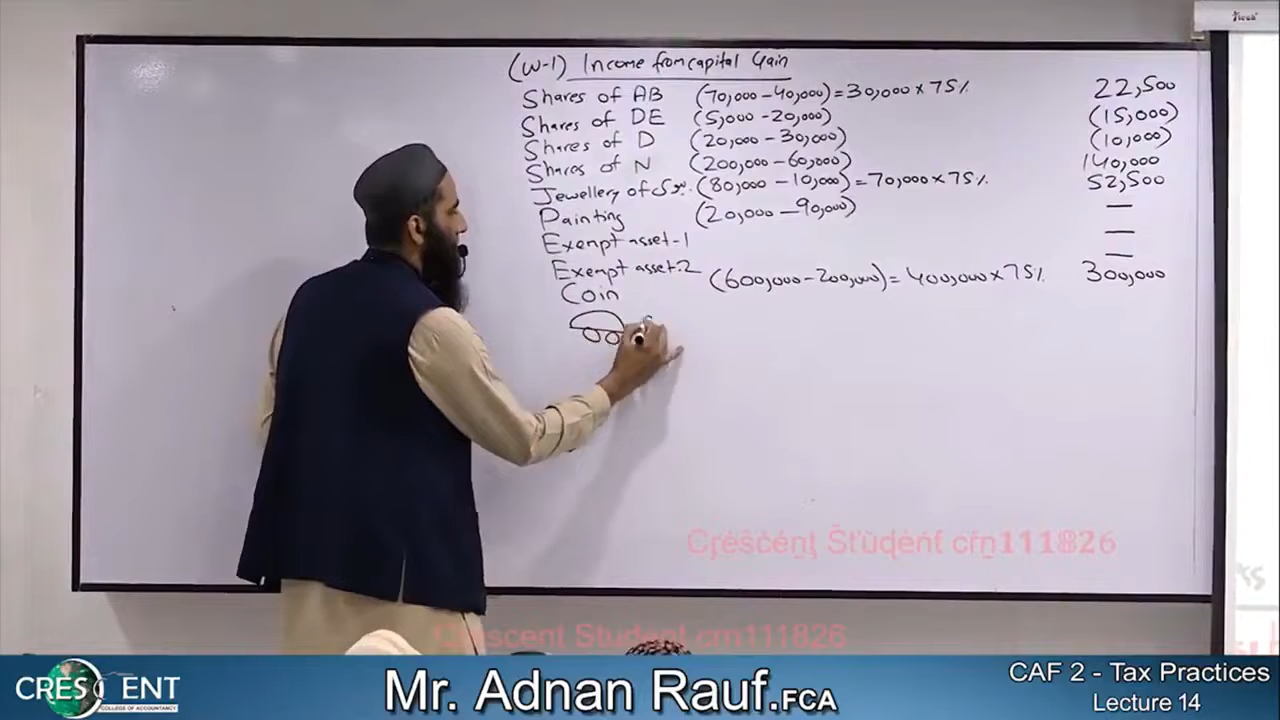 (W-1) Income from capital Gain
Shares of AB (70,000 - 40,000) = 30,000 x 75% 22,500
Shares of DE (5,000 - 20,000) (15,000)
Shares of D (20,000 - 30,000) (10,000)
Shares of N (200,000 - 60,000) 140,000
Jewellery of بیوی (80,000 - 10,000) = 70,000 x 75% 52,500
Painting (20,000 - 90,000) —
Exempt asset-1 —
Exempt asset-2 —
Coin (600,000 - 200,000) = 400,000 x 75% 300,000
Crescent Student crn111826
Crescent Student crn111826
CRESCENT
COLLEGE OF ACCOUNTANCY
Mr. Adnan Rauf.FCA
CAF 2 - Tax Practices
Lecture 14